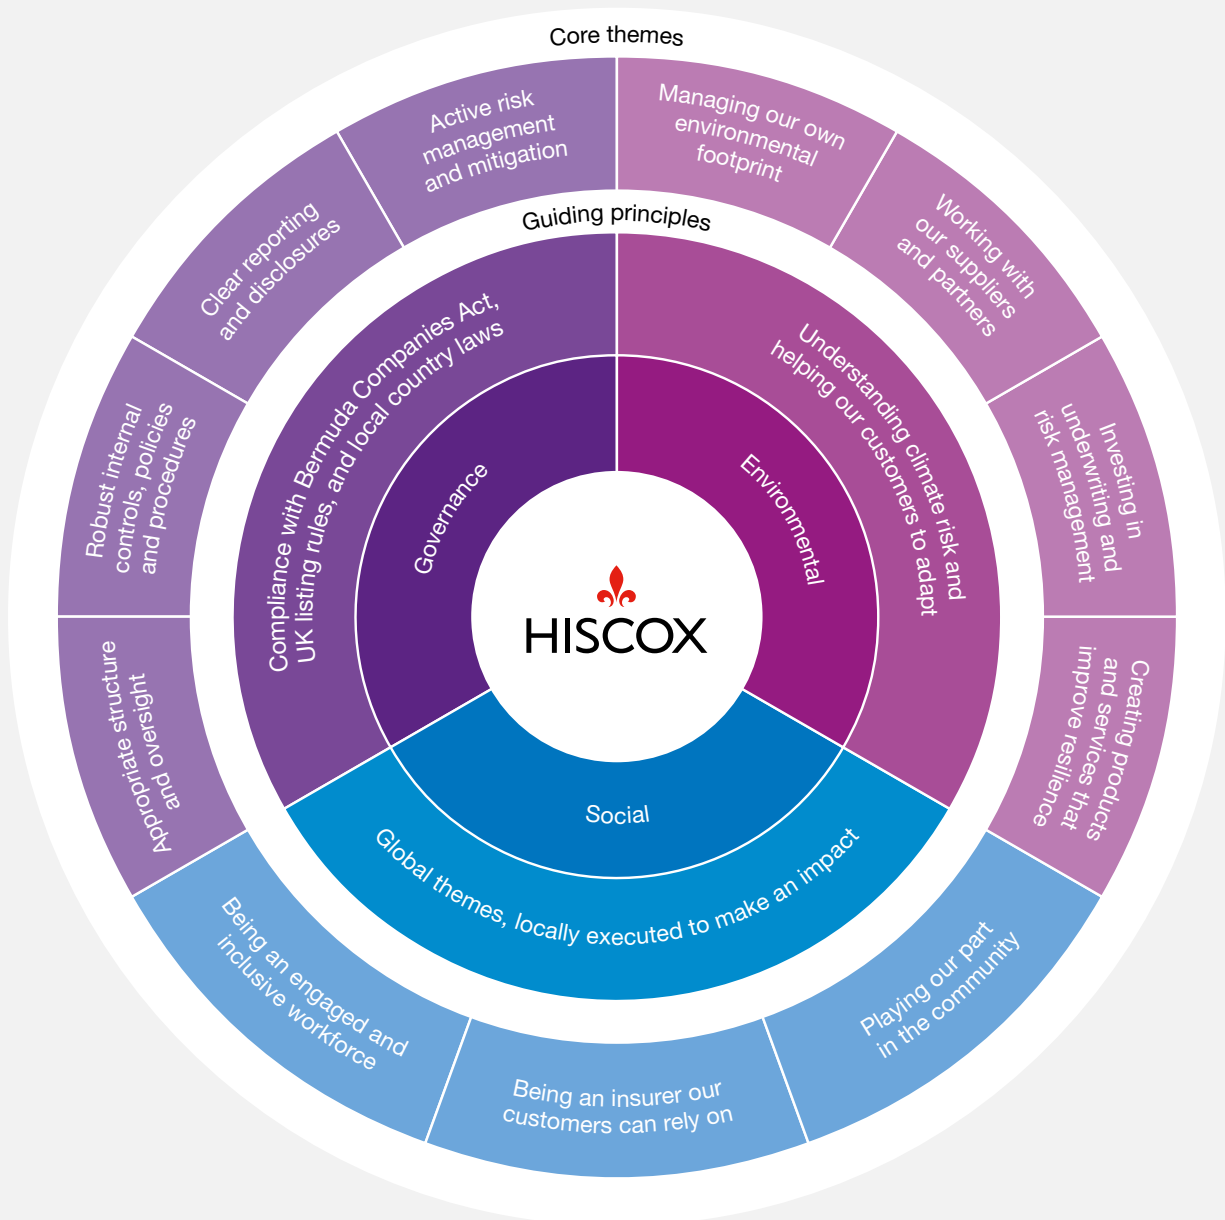 Core themes
Managing our own
environmental
footprint
Working with
our suppliers
and partners
Investing in
underwriting and
risk management
Creating products
and services that
improve resilience
Playing our part
in the community
Being an insurer our
customers can rely on
Being an engaged and
inclusive workforce
Appropriate structure
and oversight
Robust internal
controls, policies
and procedures
Clear reporting
and disclosures
Active risk
management
and mitigation
Guiding principles
Understanding climate risk and
helping our customers to adapt
Global themes, locally executed to make an impact
Compliance with Bermuda Companies Act,
UK listing rules, and local country laws
Environmental
Social
Governance
HISCOX